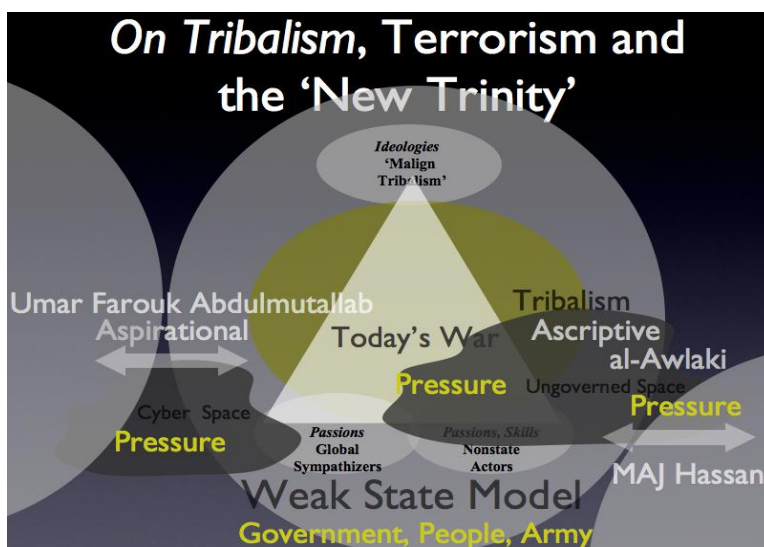 On Tribalism, Terrorism and
the ‘New Trinity’
Ideologies
‘Malign
Tribalism’
Umar Farouk Abdulmutallab
Aspirational
Tribalism
Ascriptive
al-Awlaki
Today's War
Pressure
Ungoverned Space
Pressure
Cyber Space
Pressure
Passions
Global
Sympathizers
Passions, Skills
Nonstate
Actors
MAJ Hassan
Weak State Model
Government, People, Army